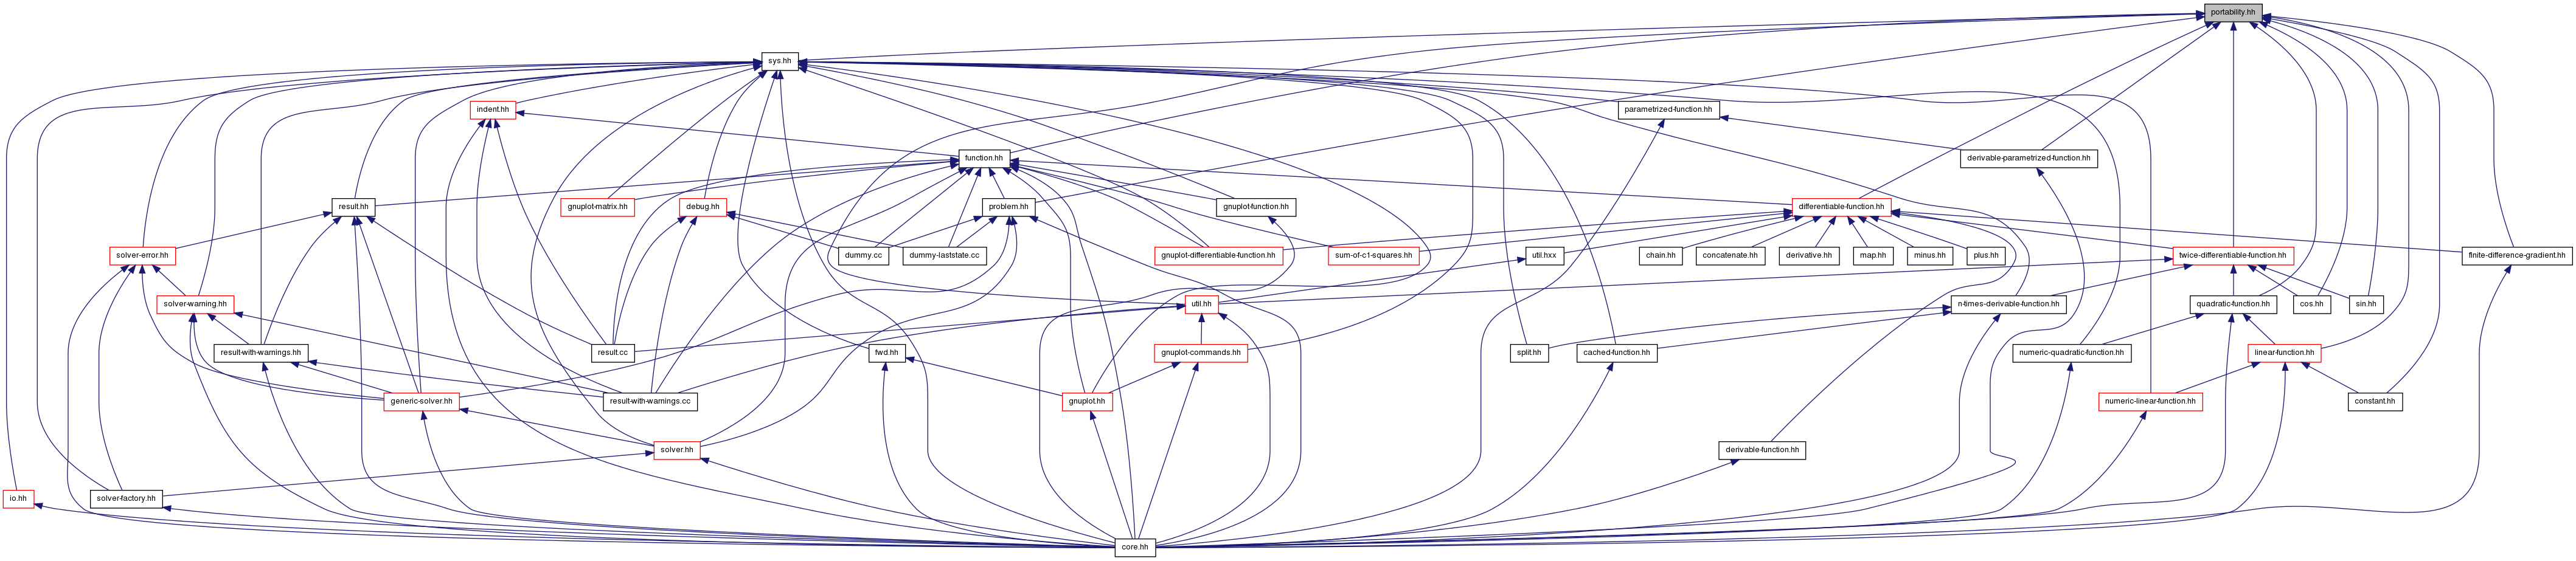 portability.hh
sys.hh
indent.hh
parametrized-function.hh
function.hh
derivable-parametrized-function.hh
result.hh
gnuplot-matrix.hh
debug.hh
problem.hh
gnuplot-function.hh
differentiable-function.hh
solver-error.hh
dummy.cc
dummy-laststate.cc
gnuplot-differentiable-function.hh
sum-of-c1-squares.hh
util.hxx
chain.hh
concatenate.hh
derivative.hh
map.hh
minus.hh
plus.hh
twice-differentiable-function.hh
finite-difference-gradient.hh
solver-warning.hh
util.hh
n-times-derivable-function.hh
quadratic-function.hh
cos.hh
sin.hh
result-with-warnings.hh
result.cc
fwd.hh
gnuplot-commands.hh
split.hh
cached-function.hh
numeric-quadratic-function.hh
linear-function.hh
generic-solver.hh
result-with-warnings.cc
gnuplot.hh
numeric-linear-function.hh
constant.hh
solver.hh
derivable-function.hh
io.hh
solver-factory.hh
core.hh